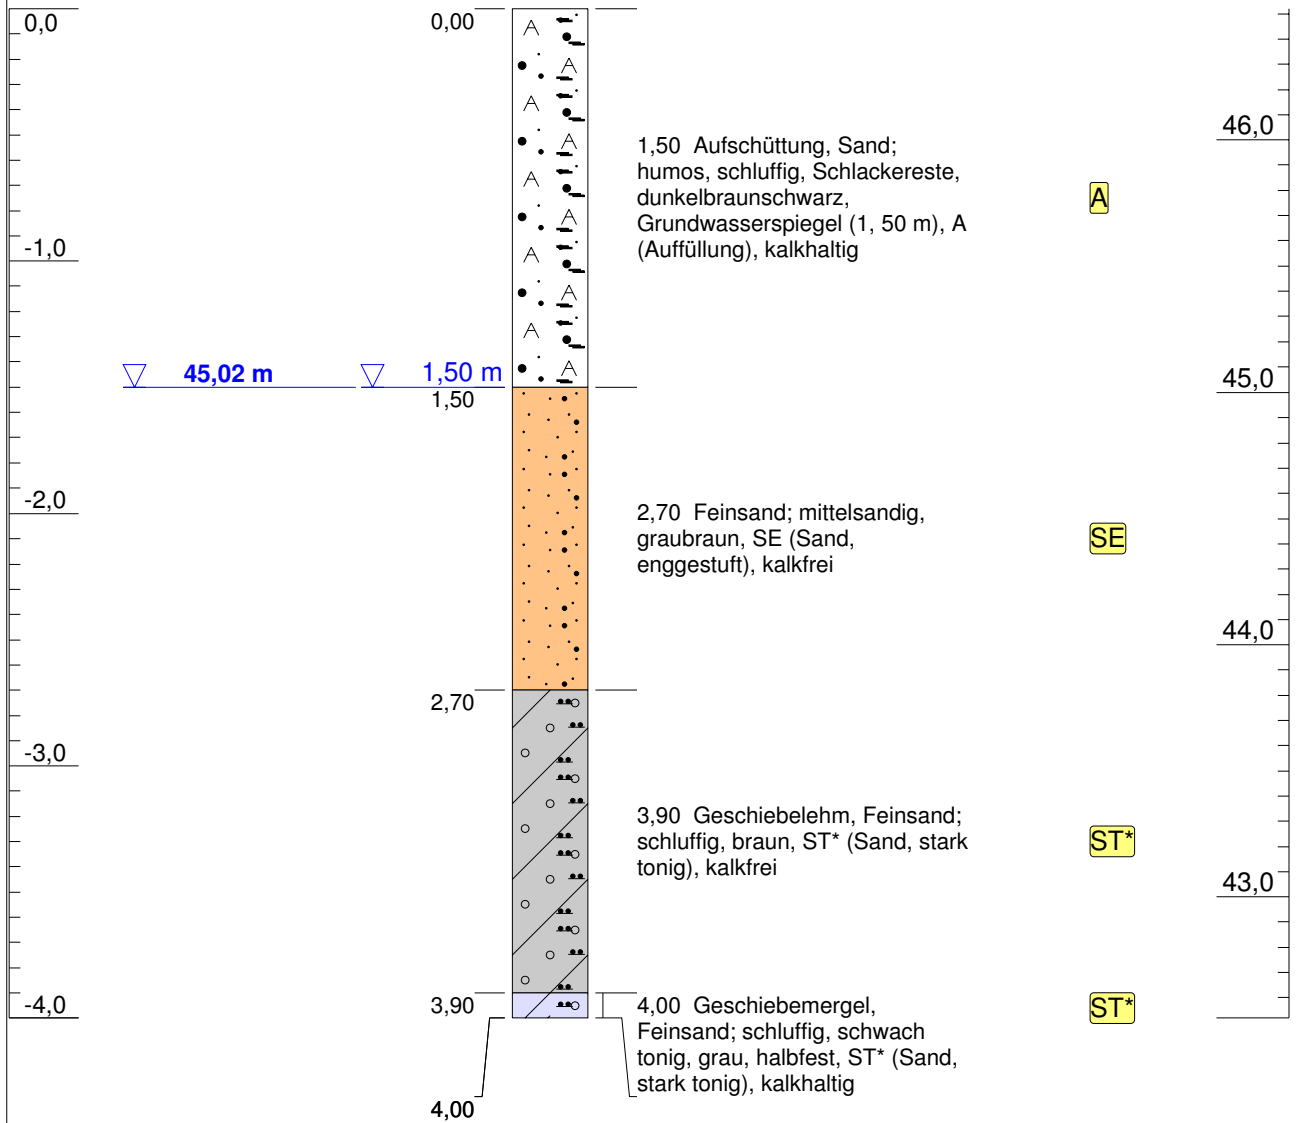 0,0
0,00
46,0
1,50 Aufschüttung, Sand;
humos, schluffig, Schlackereste,
dunkelbraunschwarz,
Grundwasserspiegel (1, 50 m), A
(Auffüllung), kalkhaltig
A
-1,0
45,02 m
1,50 m
1,50
45,0
-2,0
2,70 Feinsand; mittelsandig,
graubraun, SE (Sand,
enggestuft), kalkfrei
SE
44,0
2,70
-3,0
3,90 Geschiebelehm, Feinsand;
schluffig, braun, ST* (Sand, stark
tonig), kalkfrei
ST*
43,0
-4,0
3,90
4,00 Geschiebemergel,
Feinsand; schluffig, schwach
tonig, grau, halbfest, ST* (Sand,
stark tonig), kalkhaltig
ST*
4,00